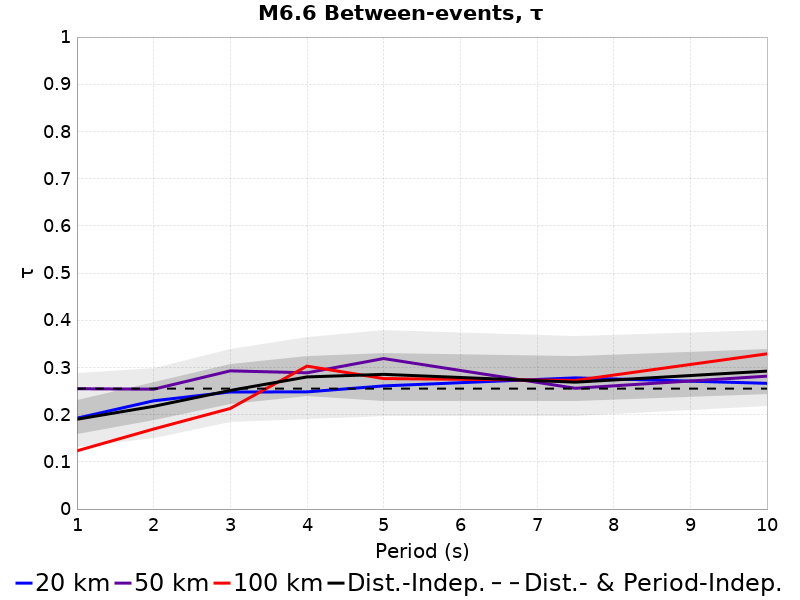 M6.6 Between-events, τ
1
0.9
0.8
0.7
0.6
0.5
0.4
0.3
0.2
0.1
0
τ
1 2 3 4 5 6 7 8 9 10
Period (s)
20 km 50 km 100 km Dist.-Indep. Dist.- & Period-Indep.